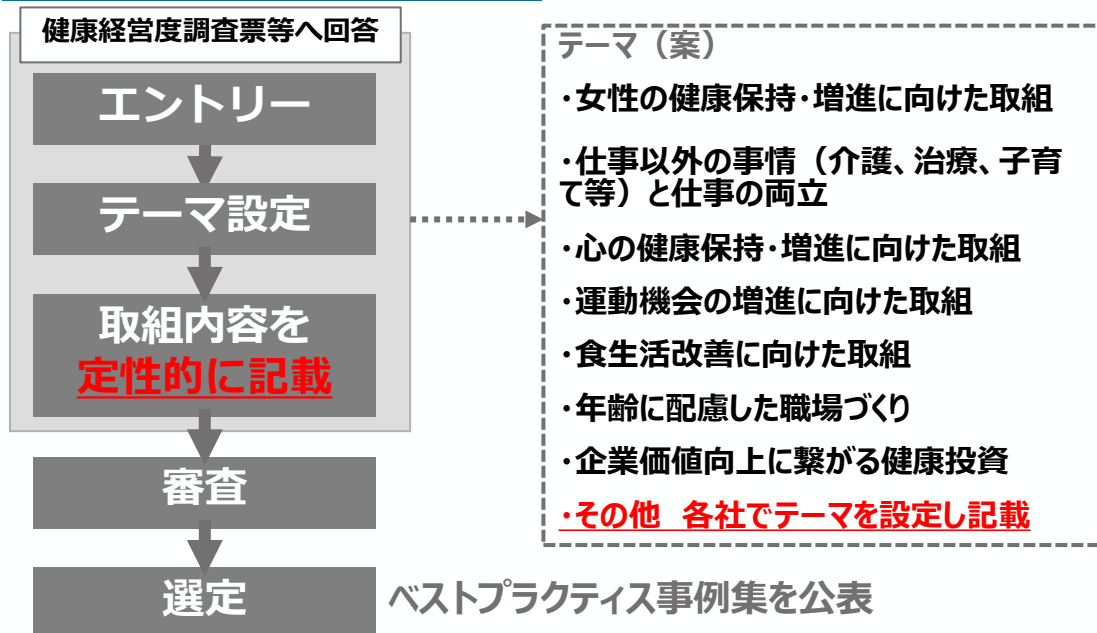 健康経営度調査票等へ回答
エントリー
テーマ設定
取組内容を
定性的に記載
審査
選定
ベストプラクティス事例集を公表
テーマ（案）
・女性の健康保持・増進に向けた取組
・仕事以外の事情（介護、治療、子育
て等）と仕事の両立
・心の健康保持・増進に向けた取組
・運動機会の増進に向けた取組
・食生活改善に向けた取組
・年齢に配慮した職場づくり
・企業価値向上に繋がる健康投資
・その他　各社でテーマを設定し記載